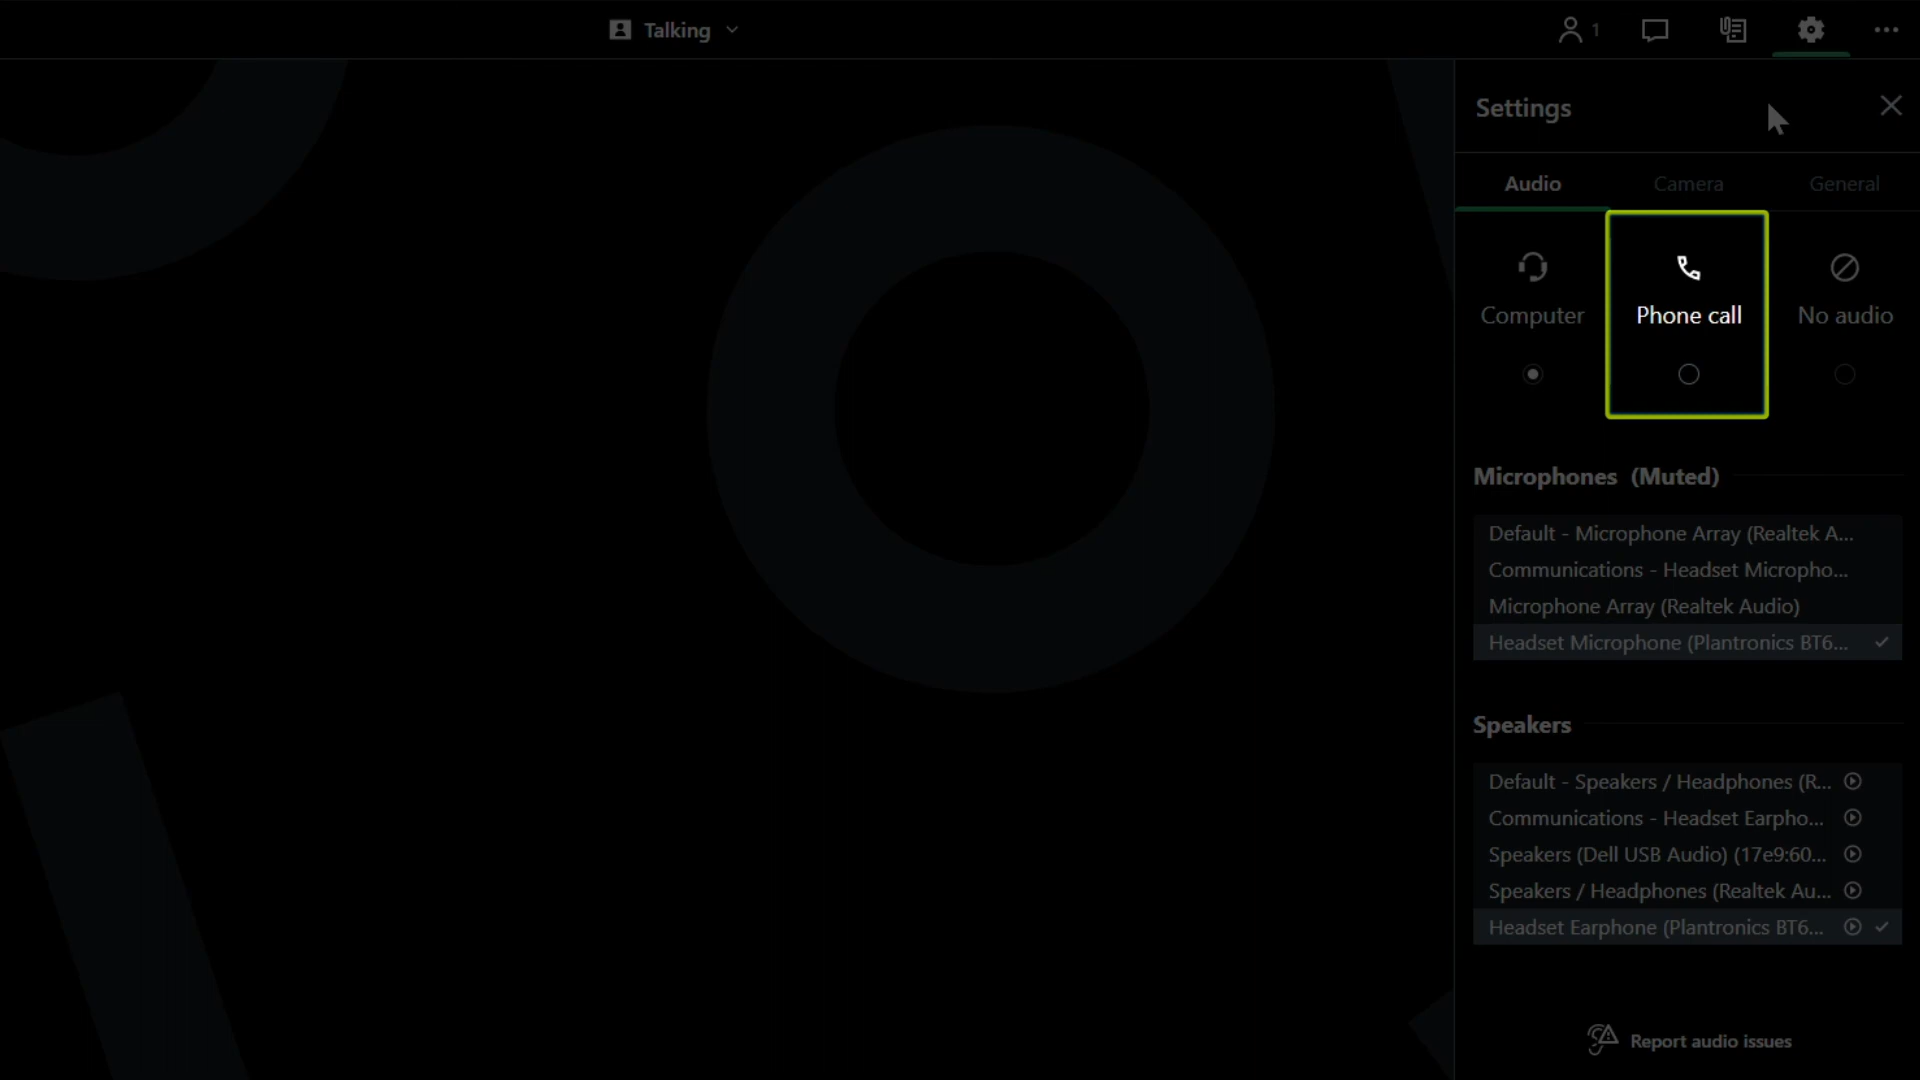 Talking
1
Settings
Audio Camera General
Computer Phone call No audio
Microphones (Muted)
Default - Microphone Array (Realtek A...
Communications - Headset Micropho...
Microphone Array (Realtek Audio)
Headset Microphone (Plantronics BT6...
Speakers
Default - Speakers / Headphones (R...
Communications - Headset Earpho...
Speakers (Dell USB Audio) (17e9:60...
Speakers / Headphones (Realtek Au...
Headset Earphone (Plantronics BT6...
Report audio issues